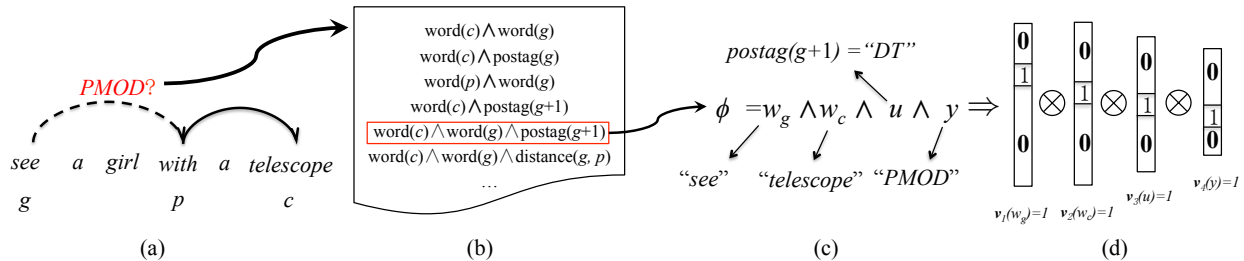 PMOD?
see a girl with a telescope
g p c
(a)
word(c)∧word(g)
word(c)∧postag(g)
word(p)∧word(g)
word(c)∧postag(g+1)
word(c)∧word(g)∧postag(g+1)
word(c)∧word(g)∧distance(g, p)
...
(b)
postag(g+1) =“DT”
ϕ =w_g ∧w_c ∧ u ∧ y ⇒
“see” “telescope” “PMOD”
(c)
0 0 0 0
1 1 1 1
0 0 0 0
⊗ ⊗ ⊗
v_1(w_g)=1 v_2(w_c)=1 v_3(u)=1 v_4(y)=1
(d)